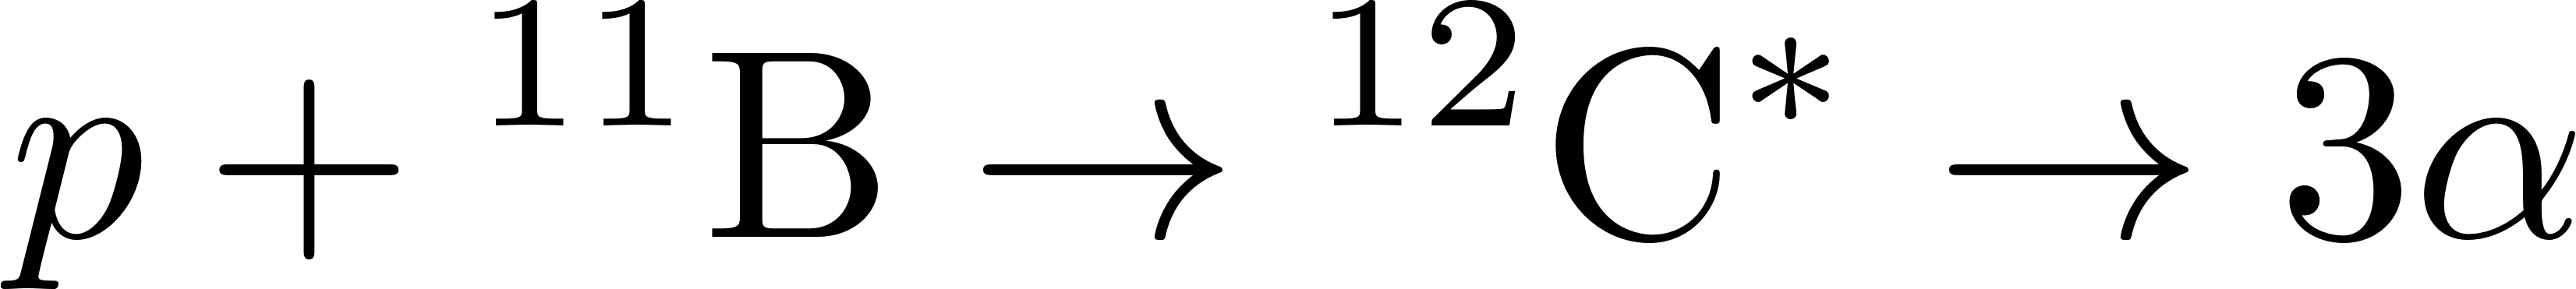 p + ¹¹B → ¹²C* → 3α